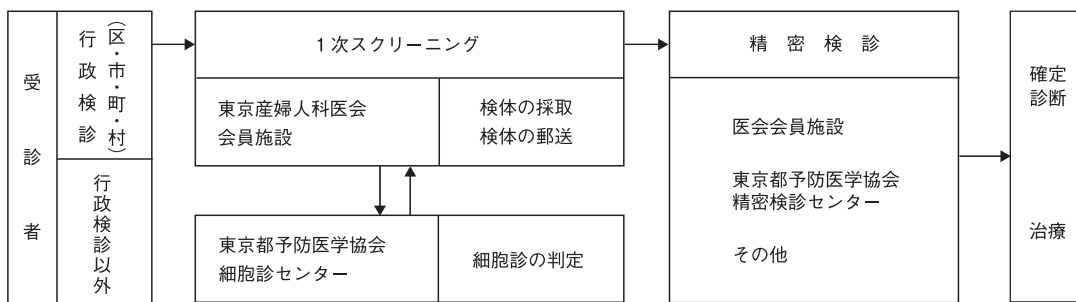 受診者
行政検診
（区・市・町・村）
行政検診以外
1次スクリーニング
東京産婦人科医会
会員施設
検体の採取
検体の郵送
東京都予防医学協会
細胞診センター
細胞診の判定
精密検診
医会会員施設
東京都予防医学協会
精密検診センター
その他
確定
診断
治療